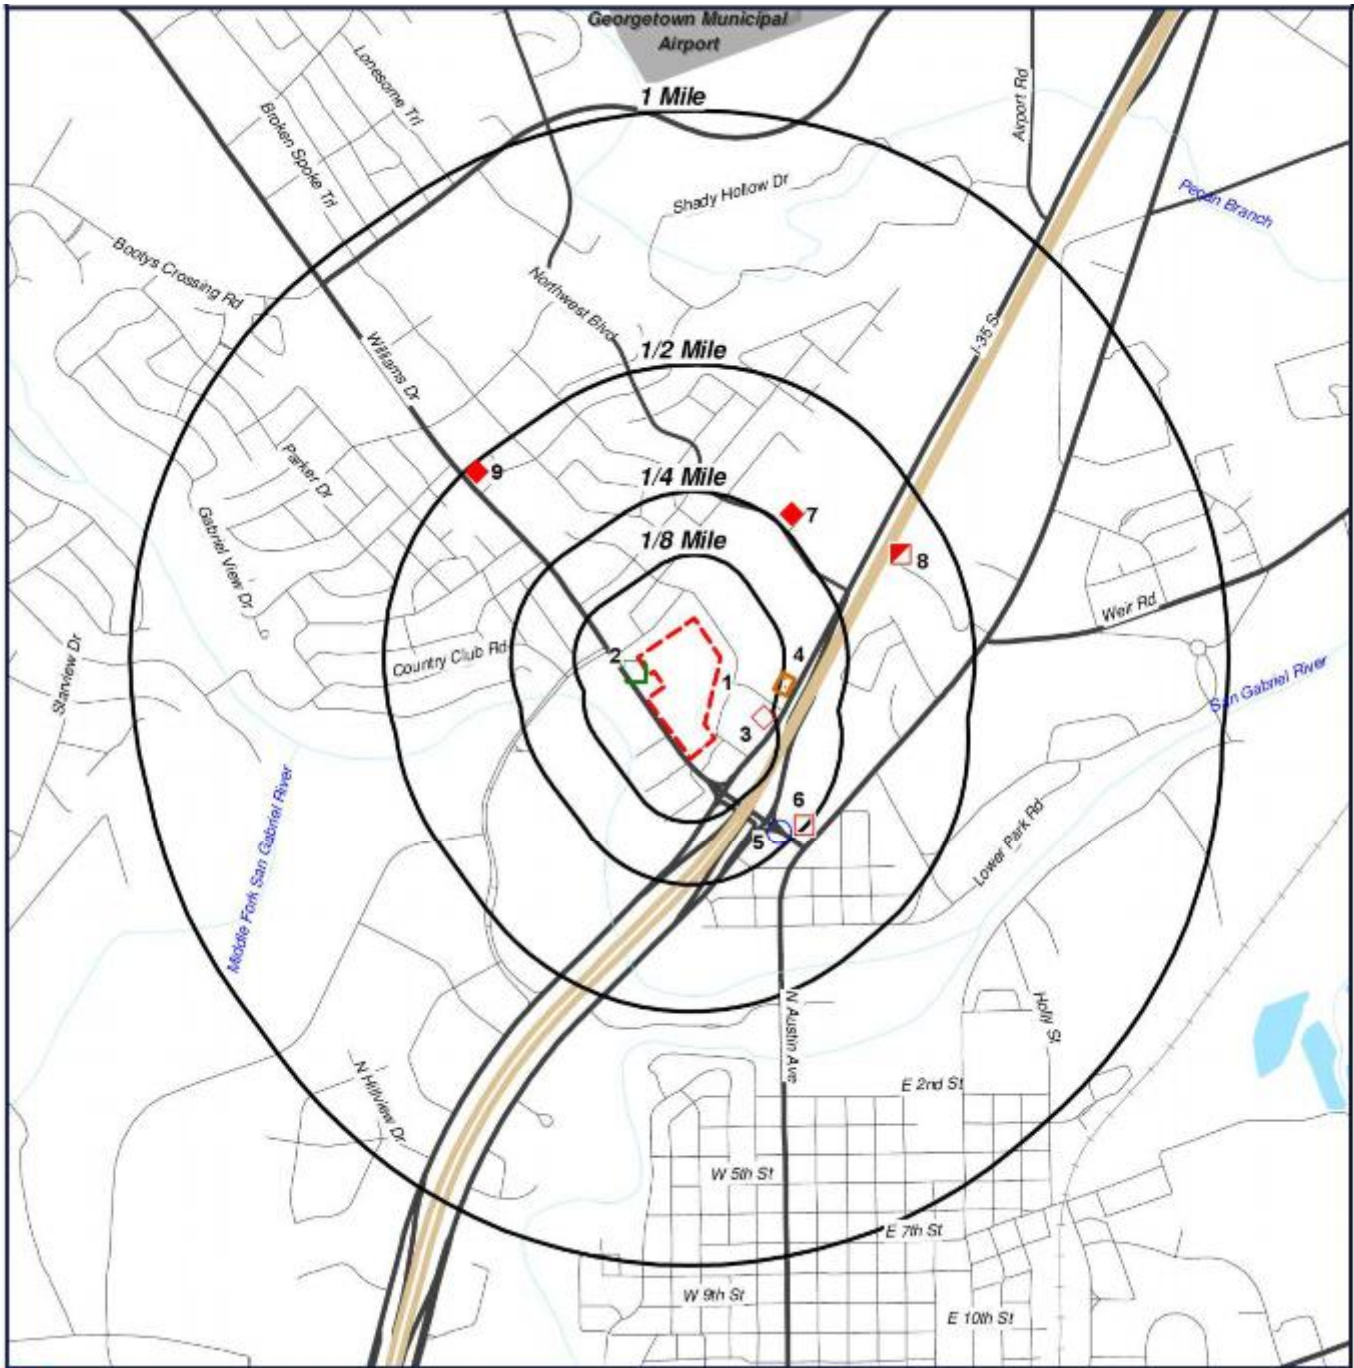 Georgetown Municipal
Airport
1 Mile
Lonesome Trl
Broken Spoke Trl
Airport Rd
Shady Hollow Dr
Pecan Branch
Bootys Crossing Rd
Northwest Blvd
I-35 S
Williams Dr
1/2 Mile
Parker Dr
9
1/4 Mile
7
Gabriel View Dr
1/8 Mile
8
Weir Rd
Starview Dr
Country Club Rd
2
4
1
San Gabriel River
3
Middle Fork San Gabriel River
6
5
Lower Park Rd
N Austin Ave
Holly St
N Hillview Dr
E 2nd St
W 5th St
E 7th St
W 9th St
E 10th St